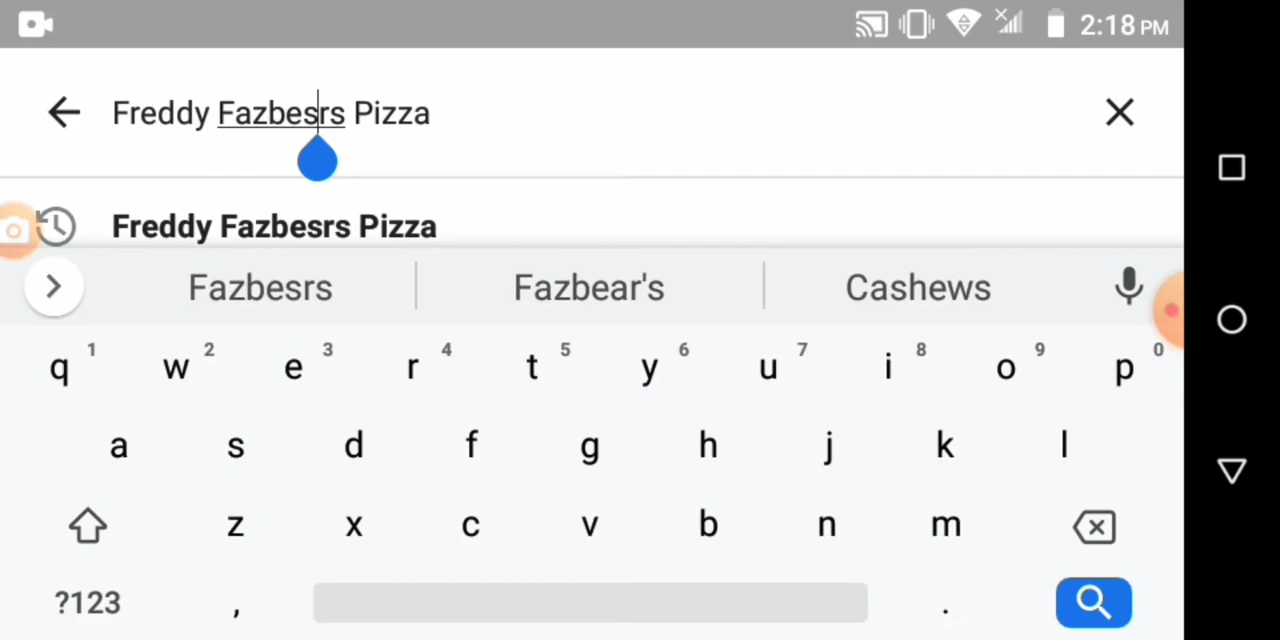 2:18 PM
Freddy Fazbesrs Pizza
Freddy Fazbesrs Pizza
Fazbesrs Fazbear's Cashews
1 2 3 4 5 6 7 8 9 0
q w e r t y u i o p
a s d f g h j k l
z x c v b n m
?123 , .